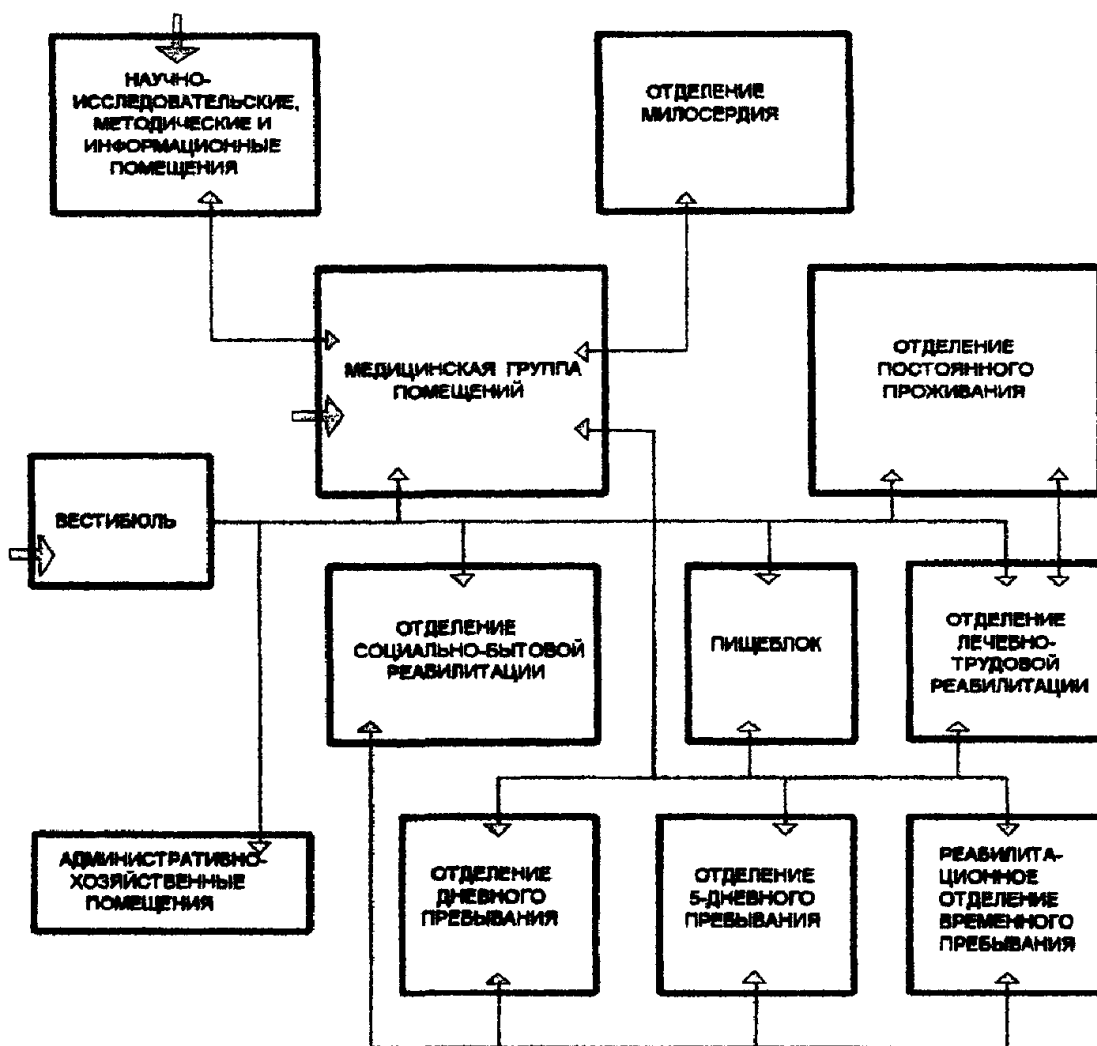 НАУЧНО-
ИССЛЕДОВАТЕЛЬСКИЕ,
МЕТОДИЧЕСКИЕ И
ИНФОРМАЦИОННЫЕ
ПОМЕЩЕНИЯ
ОТДЕЛЕНИЕ
МИЛОСЕРДИЯ
МЕДИЦИНСКАЯ ГРУППА
ПОМЕЩЕНИЙ
ОТДЕЛЕНИЕ
ПОСТОЯННОГО
ПРОЖИВАНИЯ
ВЕСТИБЮЛЬ
ОТДЕЛЕНИЕ
СОЦИАЛЬНО-БЫТОВОЙ
РЕАБИЛИТАЦИИ
ПИЩЕБЛОК
ОТДЕЛЕНИЕ
ЛЕЧЕБНО-
ТРУДОВОЙ
РЕАБИЛИТАЦИИ
АДМИНИСТРАТИВНО-
ХОЗЯЙСТВЕННЫЕ
ПОМЕЩЕНИЯ
ОТДЕЛЕНИЕ
ДНЕВНОГО
ПРЕБЫВАНИЯ
ОТДЕЛЕНИЕ
5-ДНЕВНОГО
ПРЕБЫВАНИЯ
РЕАБИЛИТА-
ЦИОННОЕ
ОТДЕЛЕНИЕ
ВРЕМЕННОГО
ПРЕБЫВАНИЯ